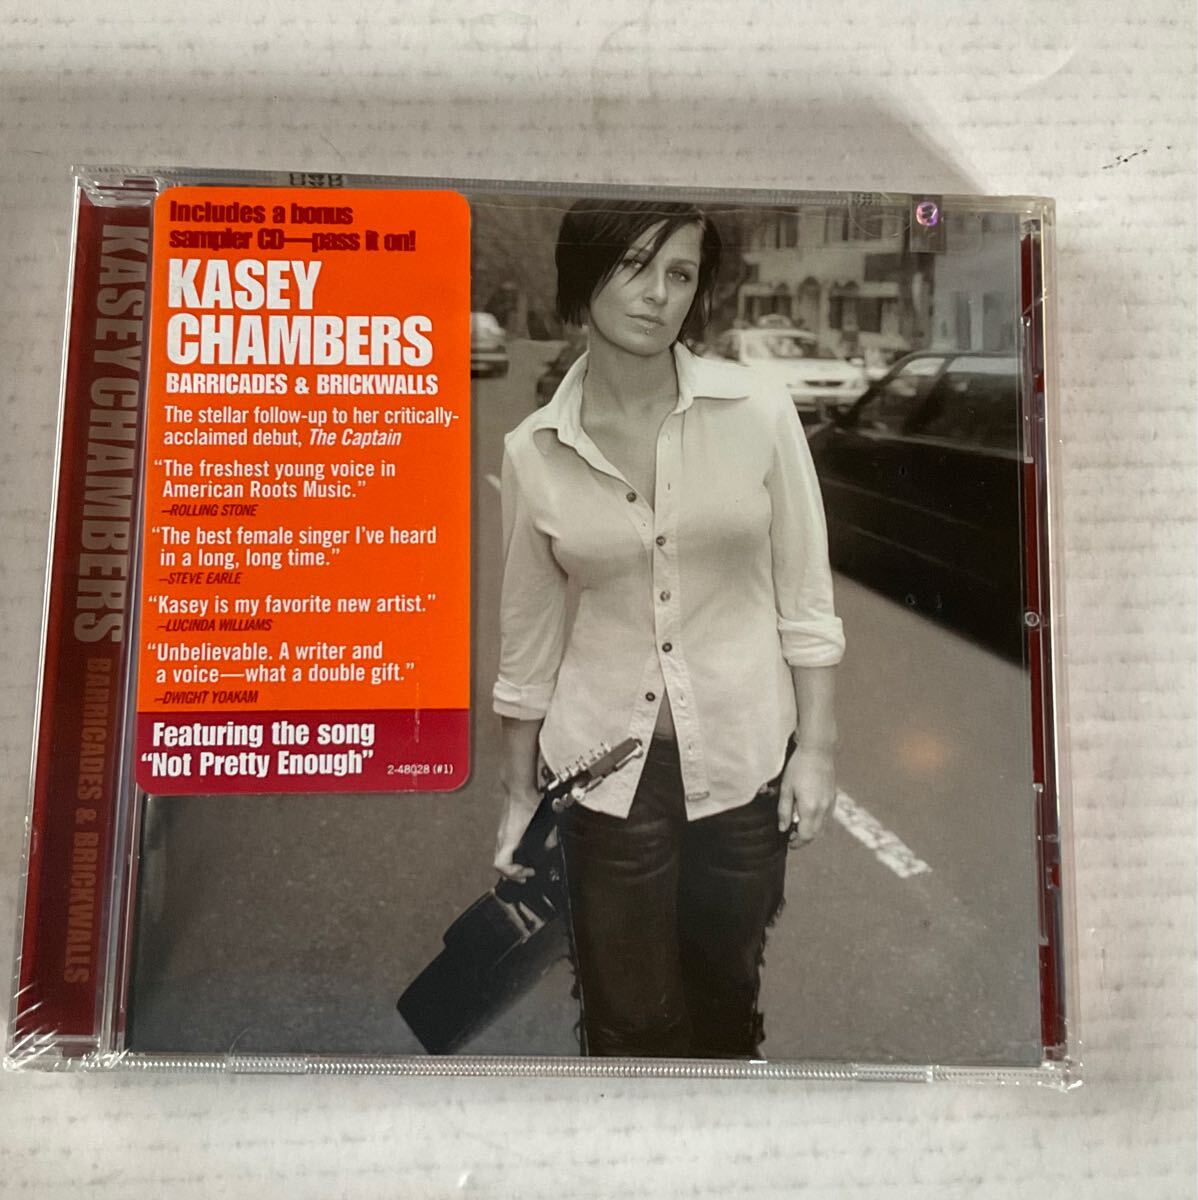 Includes a bonus
sampler CD—pass it on!
KASEY
CHAMBERS
BARRICADES & BRICKWALLS
The stellar follow-up to her critically-
acclaimed debut, The Captain
“The freshest young voice in
American Roots Music.”
—ROLLING STONE
“The best female singer I’ve heard
in a long, long time.”
—STEVE EARLE
“Kasey is my favorite new artist.”
—LUCINDA WILLIAMS
“Unbelievable. A writer and
a voice—what a double gift.”
—DWIGHT YOAKAM
Featuring the song
“Not Pretty Enough”
2-48028 (#1)
KASEY CHAMBERS BARRICADES & BRICKWALLS